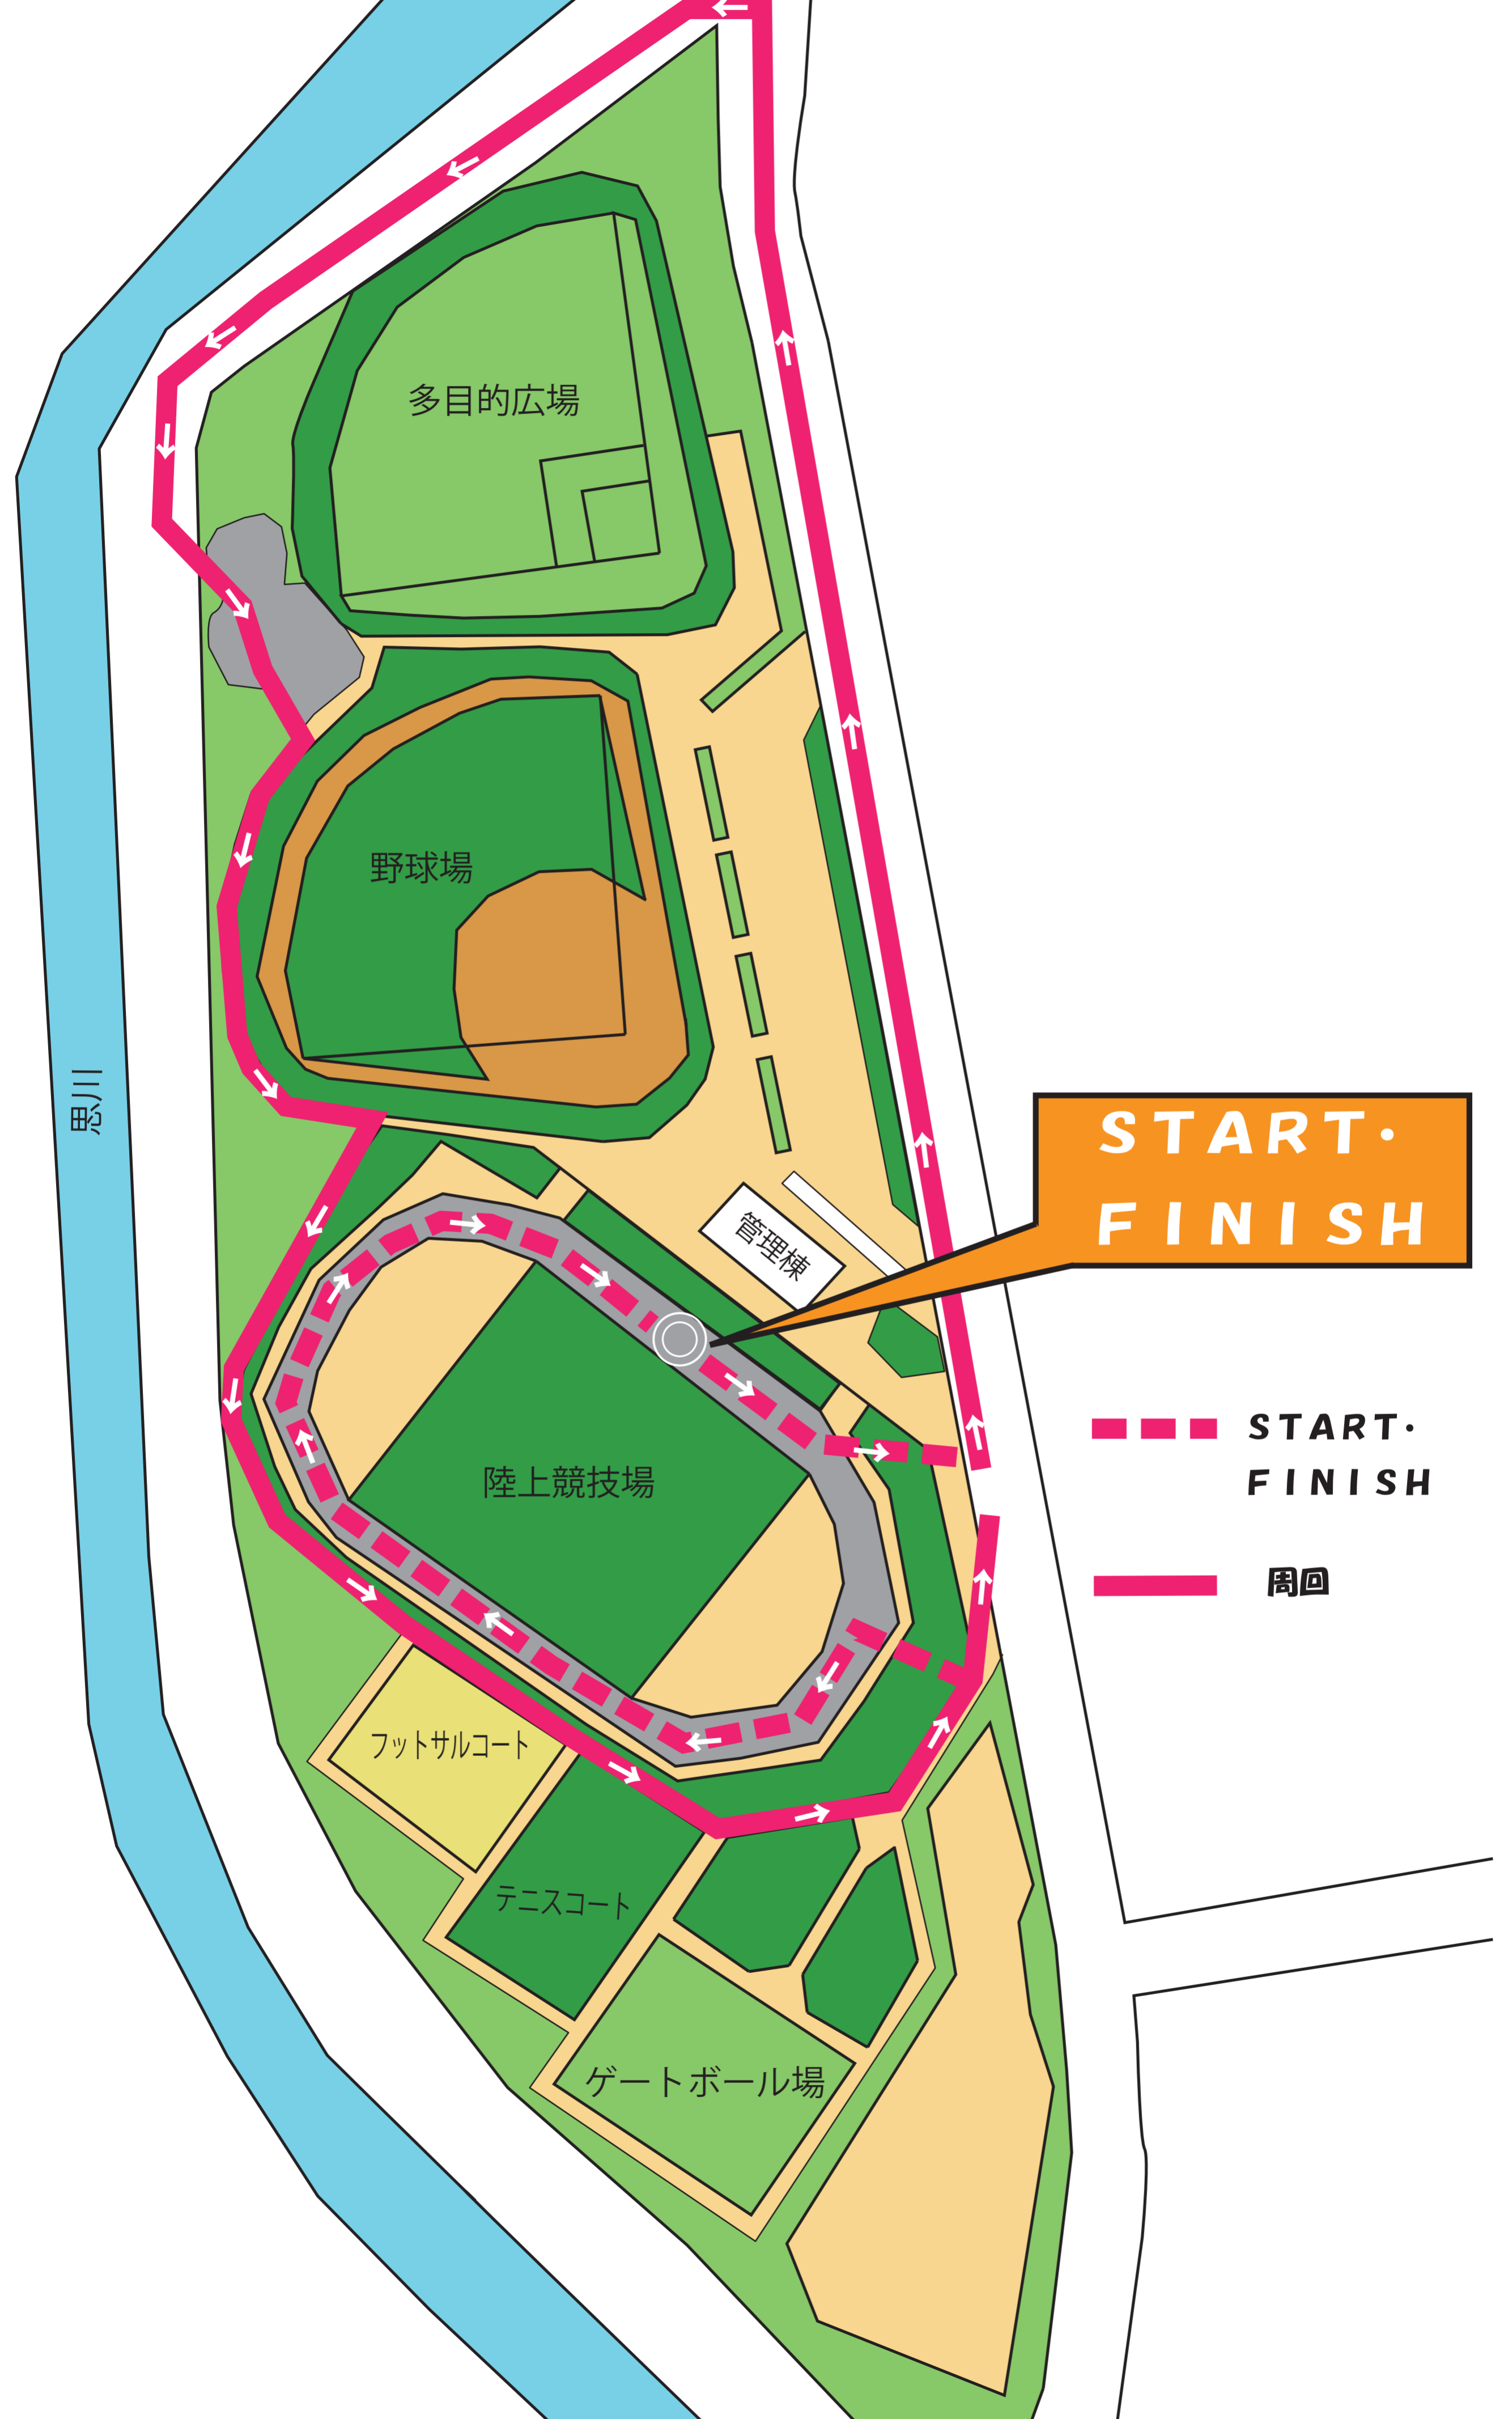 多目的広場
野球場
思川
START・
FINISH
管理棟
START・
FINISH
陸上競技場
周回
フットサルコート
テニスコート
ゲートボール場